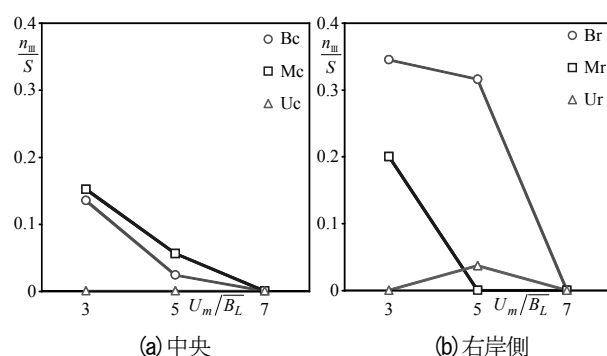 0.4
n_Ⅲ/S
0.3
0.2
0.1
0
○ Bc
□ Mc
△ Uc
3 5 U_m/\overline{B_L} 7
(a) 中央
0.4
n_Ⅲ/S
0.3
0.2
0.1
0
○ Br
□ Mr
△ Ur
3 5 U_m/\overline{B_L} 7
(b) 右岸側